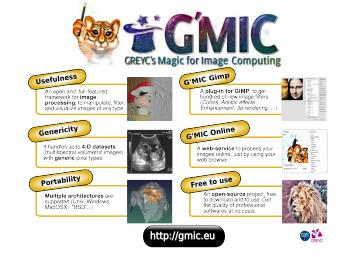 G'MIC
GREYC's Magic for Image Computing
Usefulness
An open and full-featured
framework for image
processing, to manipulate, filter,
and visualize images of any type.
G'MIC Gimp
A plug-in for GIMP, to get
hundred of new image filters
(Colors, Artistic effects,
Enhancement, 3d rendering, ...)
Genericity
It handles up to 4-D datasets
(multispectral volumetric images)
with generic pixel types.
G'MIC Online
A web-service to process your
images online just by using your
web browser.
Portability
Multiple architectures are
supported (Unix, Windows,
MacOSX, *BSD...)
Free to use
An open-source project, free
to download and to use. Get
the quality of professional
softwares at no costs.
http://gmic.eu
GREYC